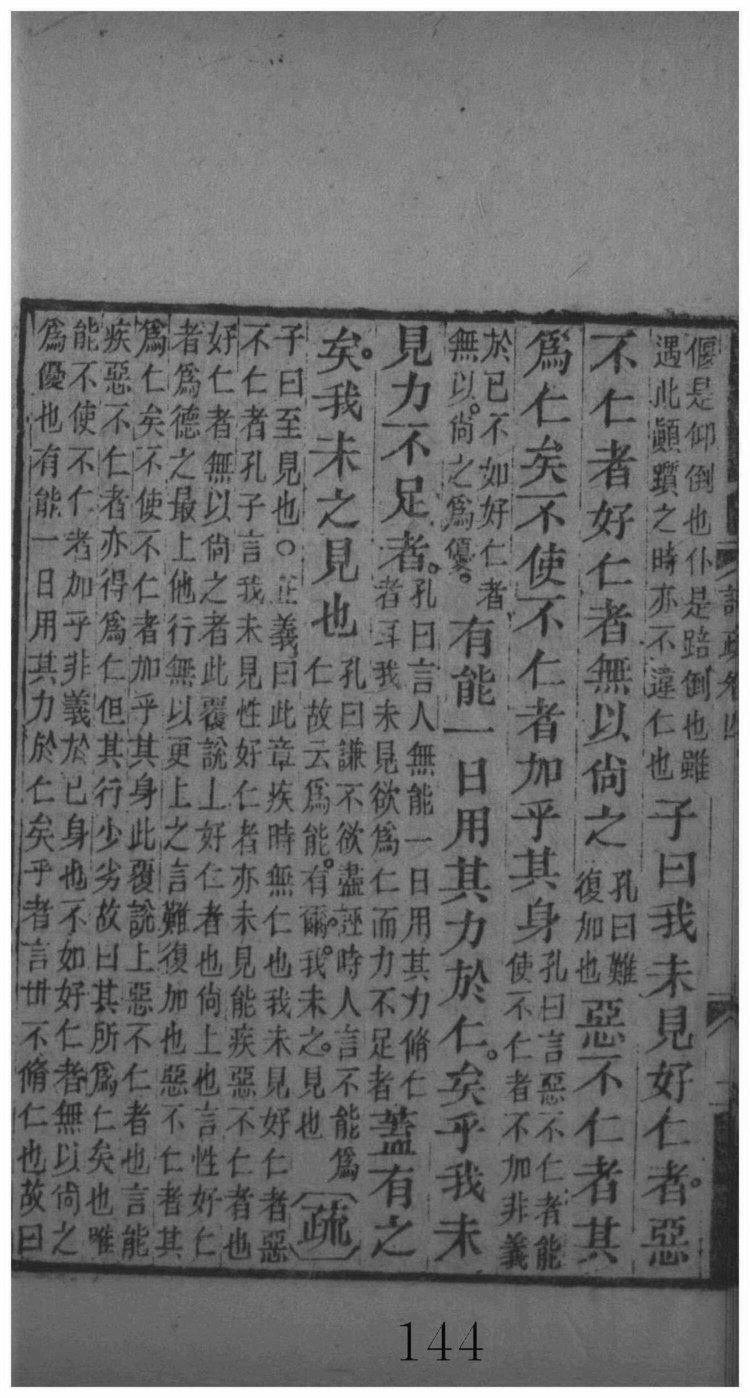 偃是仰倒也仆是踣倒也雖
遇此顚躓之時亦不違仁也
子曰我未見好仁者惡
不仁者好仁者無以尙之
孔曰難
復加也
惡不仁者其
爲仁矣不使不仁者加乎其身
孔曰言惡不仁者能
使不仁者不加非義
於己不如好仁者
無以尙之爲優
有能一日用其力於仁矣乎我未
見力不足者
孔曰言人無能一日用其力脩仁
者耳我未見欲爲仁而力不足者
蓋有之
矣我未之見也
孔曰謙不欲盡誣時人言不能爲
仁故云爲能有爾我未之見也
疏
子曰至見也○正義曰此章疾時無仁也我未見好仁者惡
不仁者孔子言我未見性好仁者亦未見能疾惡不仁者也
好仁者無以尙之者此覆說上好仁者也尙上也言性好仁
者爲德之最上他行無以更上之言難復加也惡不仁者其
爲仁矣不使不仁者加乎其身此覆說上惡不仁者也言能
疾惡不仁者亦得爲仁但其行少劣故曰其所爲仁矣也唯
能不使不仁者加乎非義於己身也不如好仁者無以尙之
爲優也有能一日用其力於仁矣乎者言世不脩仁也故曰
144